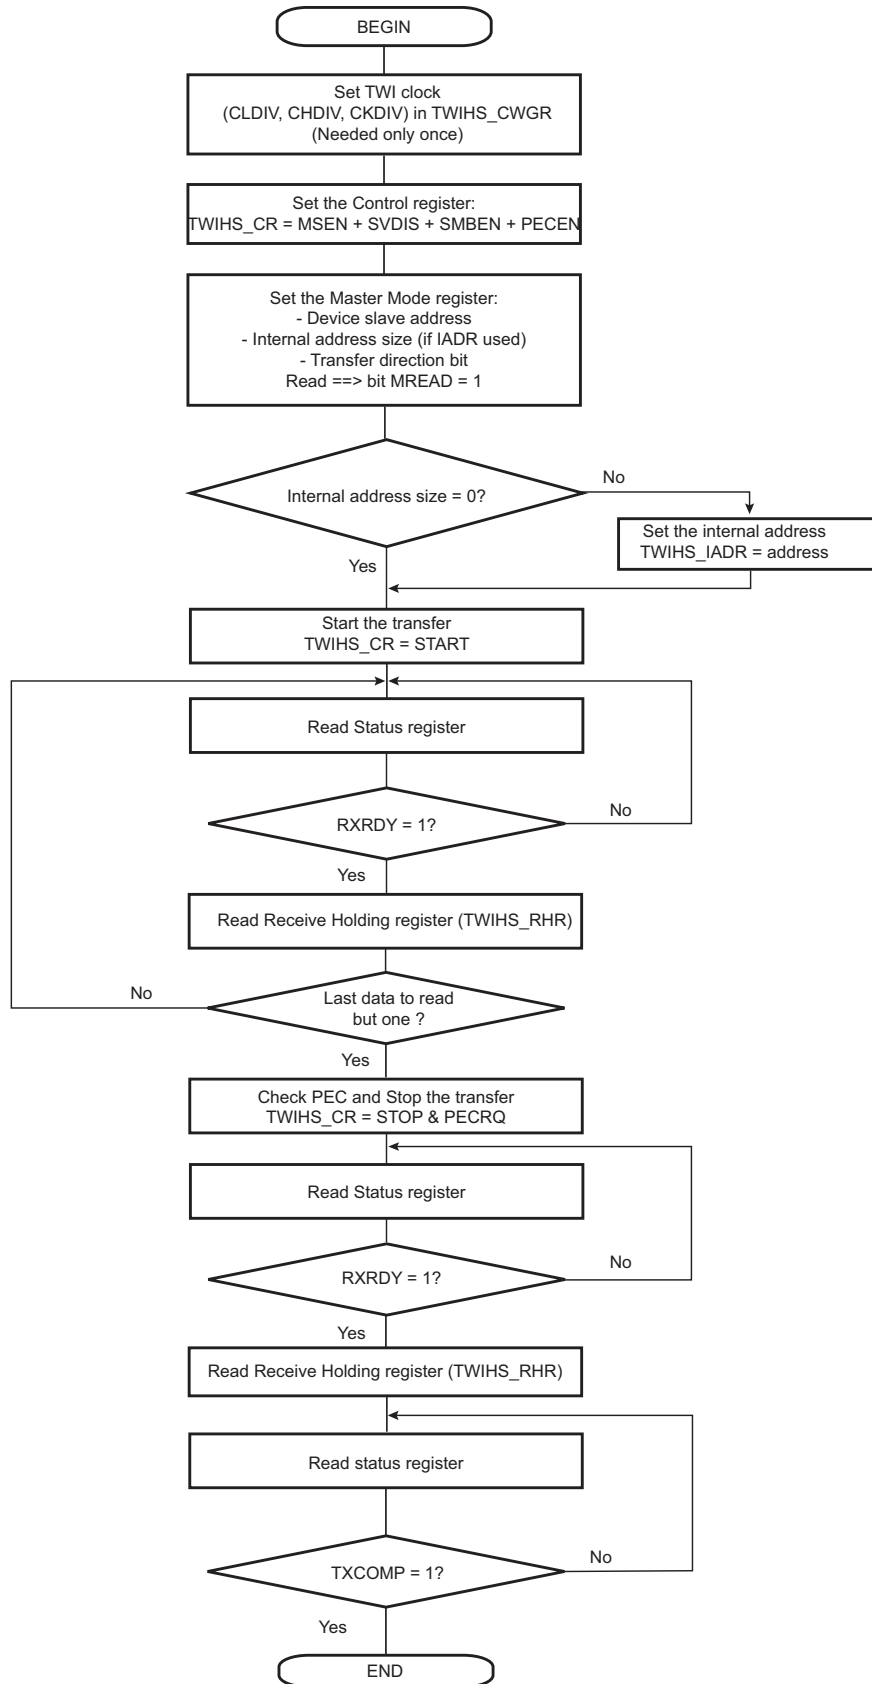 BEGIN
Set TWI clock
(CLDIV, CHDIV, CKDIV) in TWIHS_CWGR
(Needed only once)
Set the Control register:
TWIHS_CR = MSEN + SVDIS + SMBEN + PECEN
Set the Master Mode register:
- Device slave address
- Internal address size (if IADR used)
- Transfer direction bit
Read ==> bit MREAD = 1
Internal address size = 0?
No
Set the internal address
TWIHS_IADR = address
Yes
Start the transfer
TWIHS_CR = START
Read Status register
RXRDY = 1?
No
Yes
Read Receive Holding register (TWIHS_RHR)
Last data to read
but one ?
No
Yes
Check PEC and Stop the transfer
TWIHS_CR = STOP & PECRQ
Read Status register
RXRDY = 1?
No
Yes
Read Receive Holding register (TWIHS_RHR)
Read status register
TXCOMP = 1?
No
Yes
END